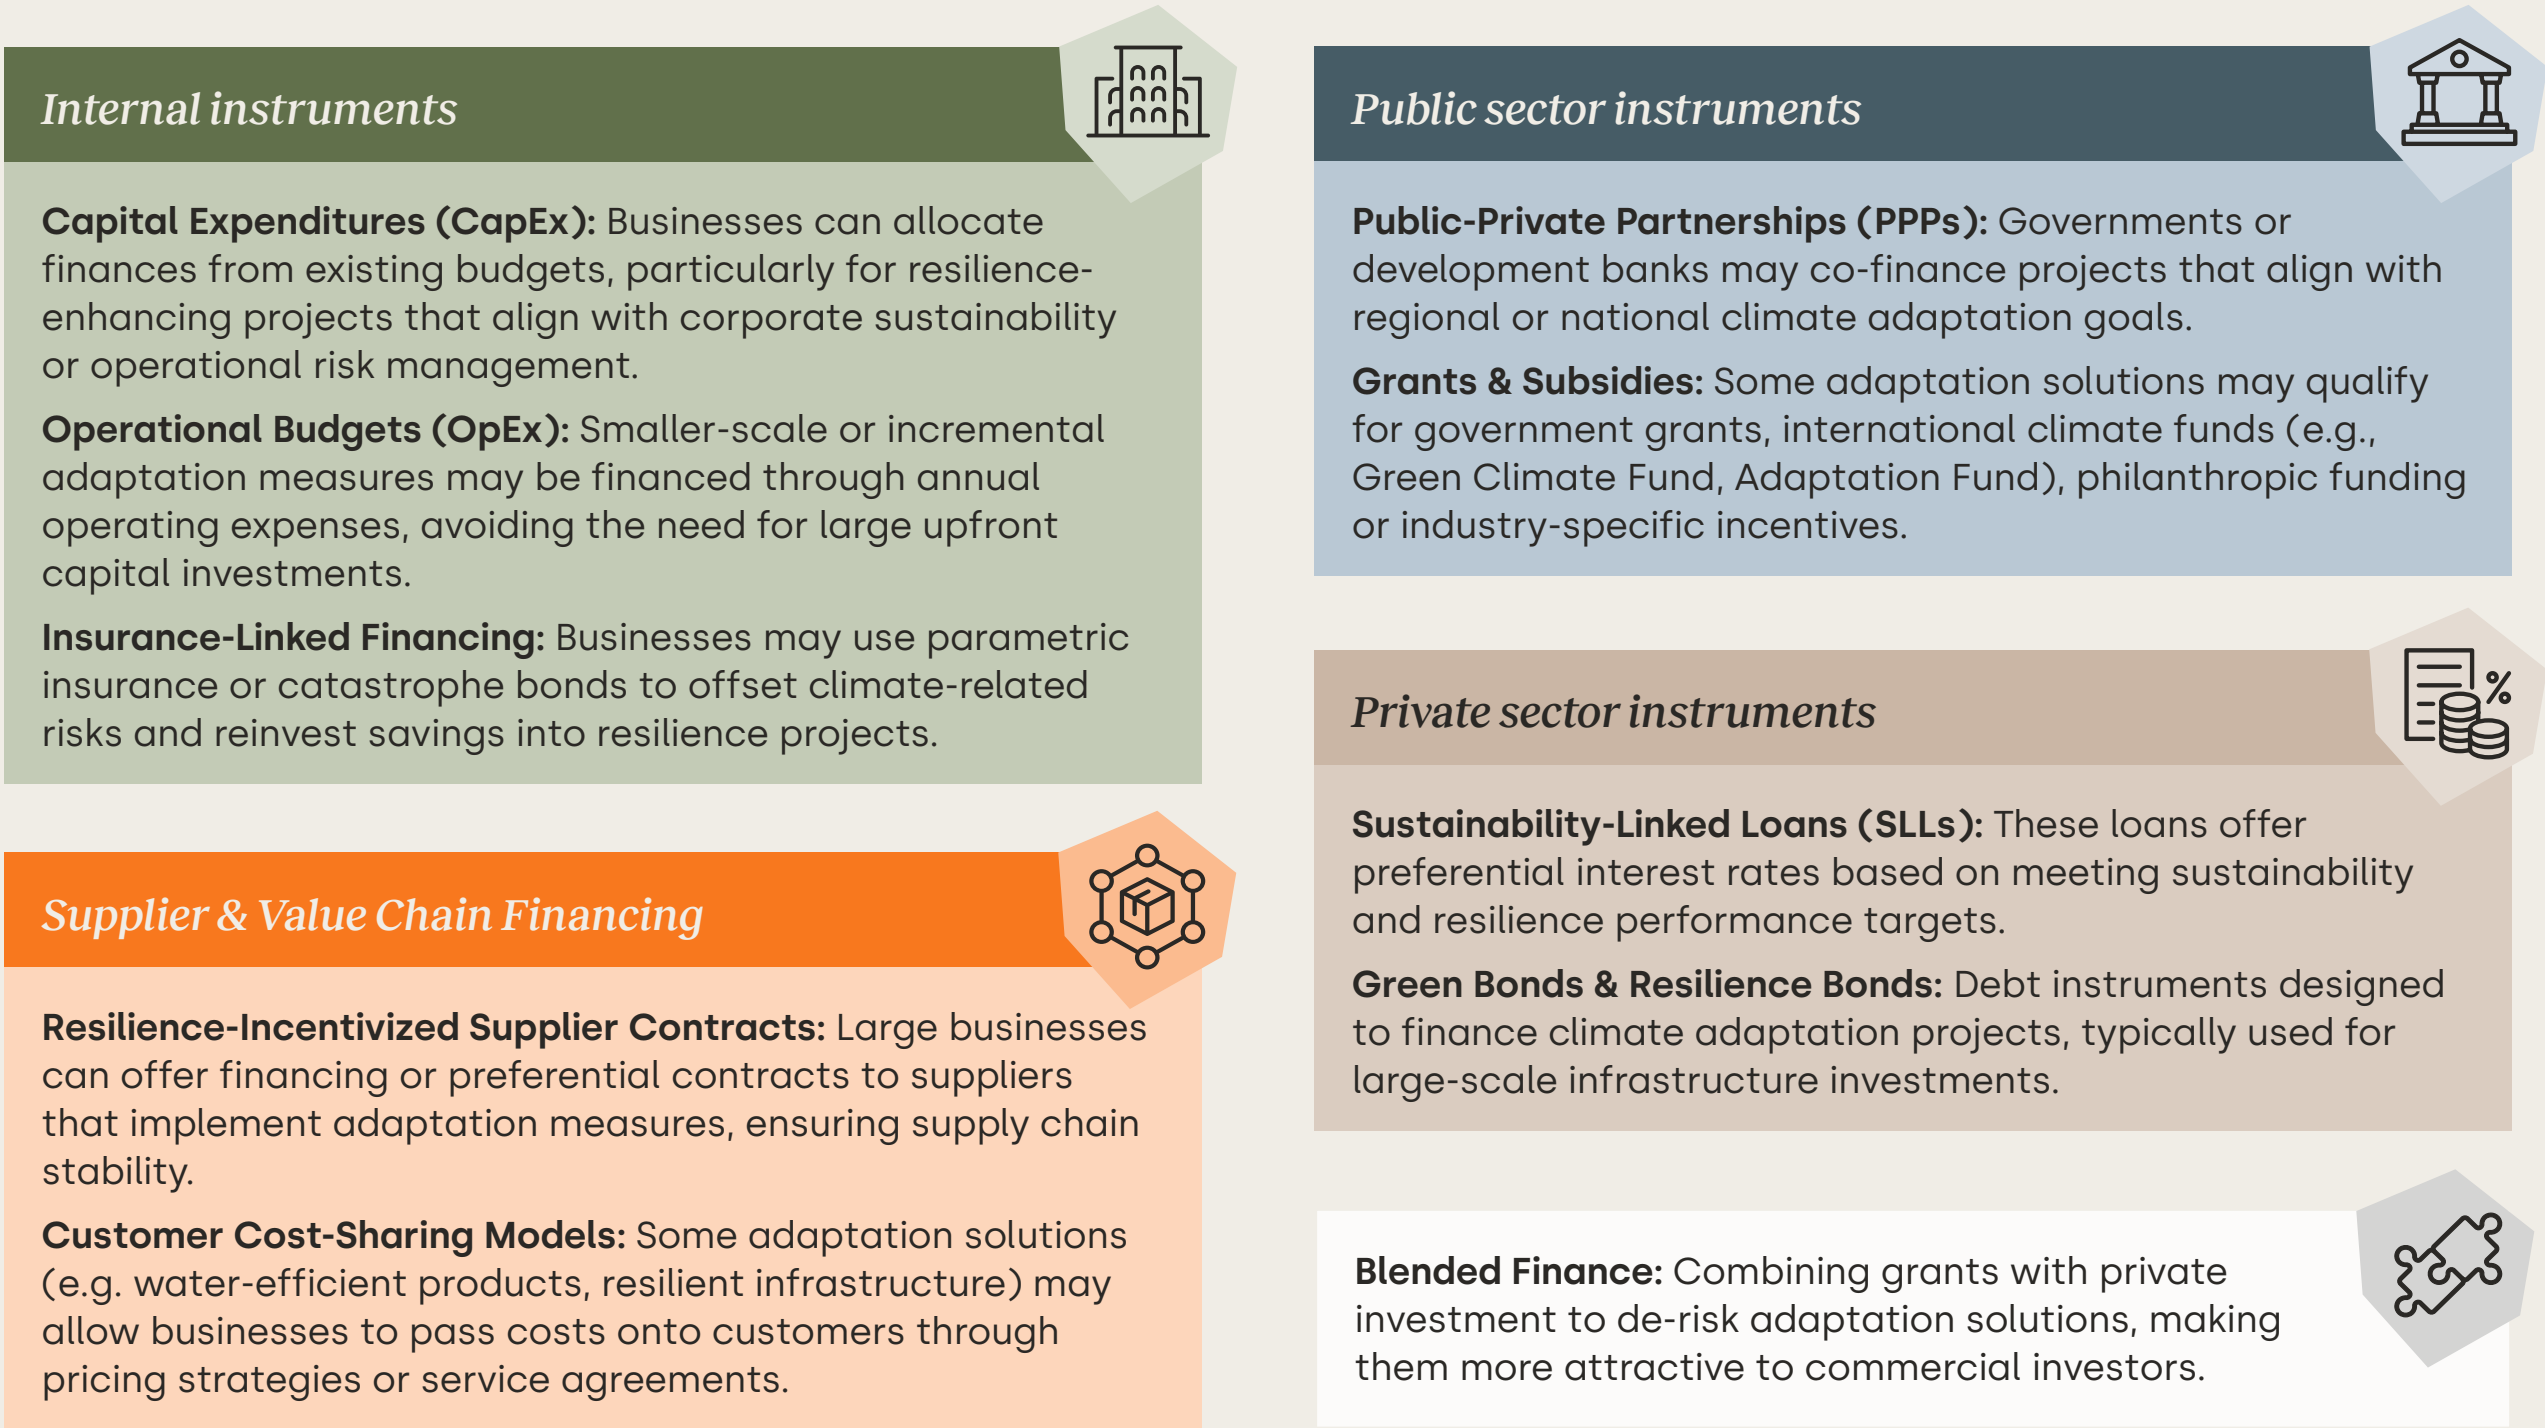 Internal instruments
Capital Expenditures (CapEx): Businesses can allocate
finances from existing budgets, particularly for resilience-
enhancing projects that align with corporate sustainability
or operational risk management.
Operational Budgets (OpEx): Smaller-scale or incremental
adaptation measures may be financed through annual
operating expenses, avoiding the need for large upfront
capital investments.
Insurance-Linked Financing: Businesses may use parametric
insurance or catastrophe bonds to offset climate-related
risks and reinvest savings into resilience projects.
Supplier & Value Chain Financing
Resilience-Incentivized Supplier Contracts: Large businesses
can offer financing or preferential contracts to suppliers
that implement adaptation measures, ensuring supply chain
stability.
Customer Cost-Sharing Models: Some adaptation solutions
(e.g. water-efficient products, resilient infrastructure) may
allow businesses to pass costs onto customers through
pricing strategies or service agreements.
Public sector instruments
Public-Private Partnerships (PPPs): Governments or
development banks may co-finance projects that align with
regional or national climate adaptation goals.
Grants & Subsidies: Some adaptation solutions may qualify
for government grants, international climate funds (e.g.,
Green Climate Fund, Adaptation Fund), philanthropic funding
or industry-specific incentives.
Private sector instruments
%
Sustainability-Linked Loans (SLLs): These loans offer
preferential interest rates based on meeting sustainability
and resilience performance targets.
Green Bonds & Resilience Bonds: Debt instruments designed
to finance climate adaptation projects, typically used for
large-scale infrastructure investments.
Blended Finance: Combining grants with private
investment to de-risk adaptation solutions, making
them more attractive to commercial investors.